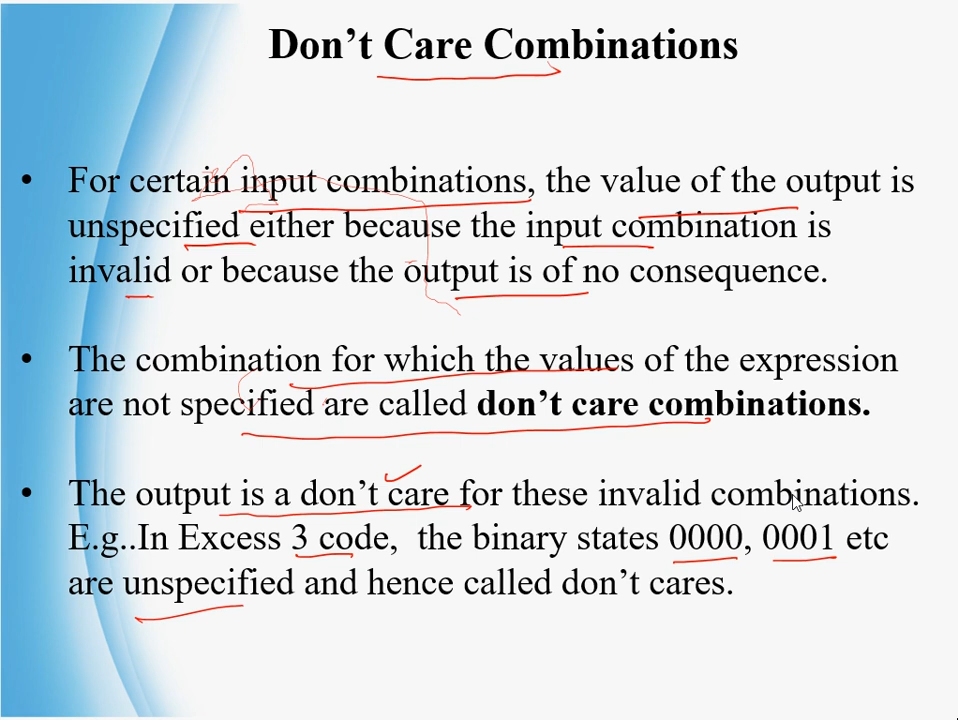 Don’t Care Combinations
• For certain input combinations, the value of the output is
unspecified either because the input combination is
invalid or because the output is of no consequence.
• The combination for which the values of the expression
are not specified are called don’t care combinations.
• The output is a don’t care for these invalid combinations.
E.g..In Excess 3 code, the binary states 0000, 0001 etc
are unspecified and hence called don’t cares.